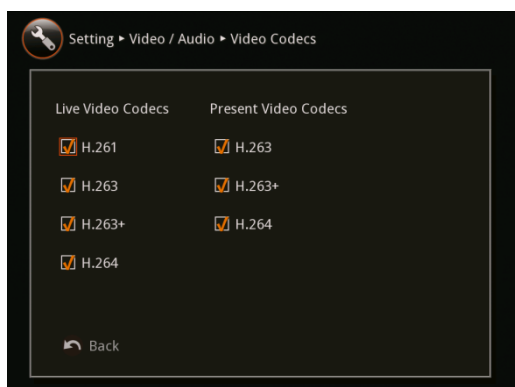 Setting ▸ Video / Audio ▸ Video Codecs
Live Video Codecs
Present Video Codecs
H.261
H.263
H.263
H.263+
H.263+
H.264
H.264
Back